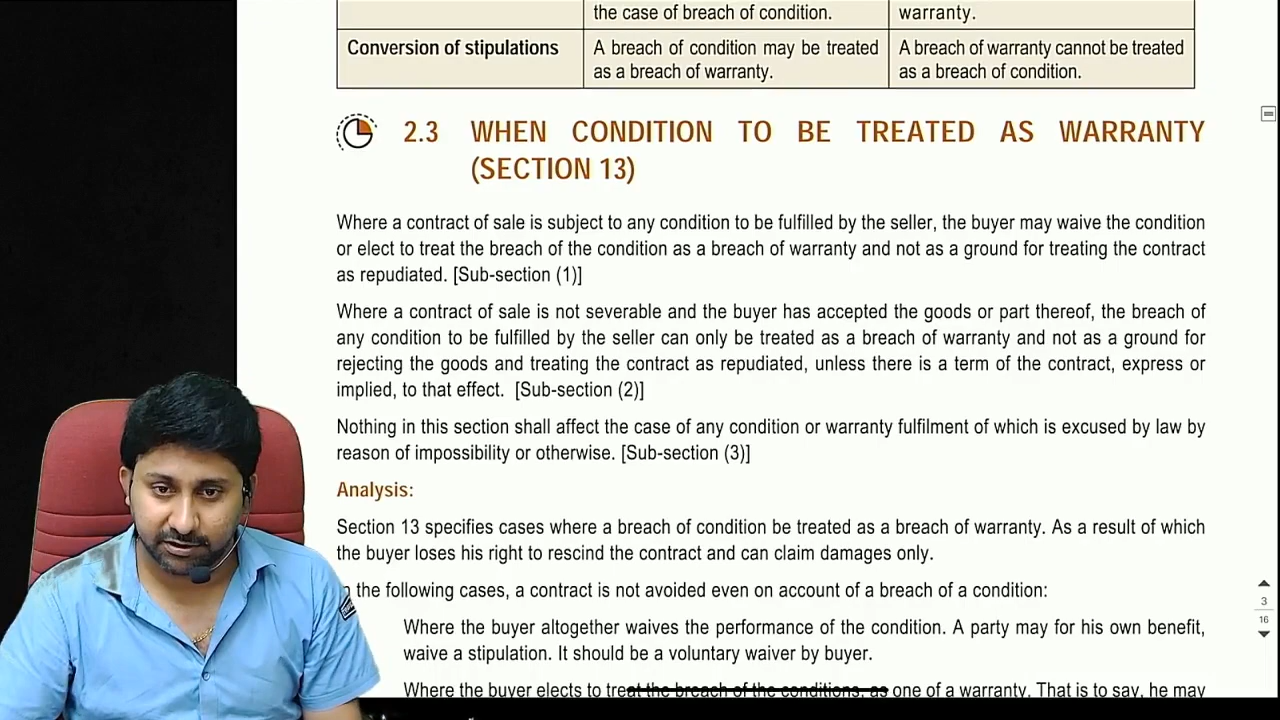 the case of breach of condition.
warranty.
Conversion of stipulations
A breach of condition may be treated
as a breach of warranty.
A breach of warranty cannot be treated
as a breach of condition.
2.3 WHEN CONDITION TO BE TREATED AS WARRANTY
(SECTION 13)
Where a contract of sale is subject to any condition to be fulfilled by the seller, the buyer may waive the condition
or elect to treat the breach of the condition as a breach of warranty and not as a ground for treating the contract
as repudiated. [Sub-section (1)]
Where a contract of sale is not severable and the buyer has accepted the goods or part thereof, the breach of
any condition to be fulfilled by the seller can only be treated as a breach of warranty and not as a ground for
rejecting the goods and treating the contract as repudiated, unless there is a term of the contract, express or
implied, to that effect. [Sub-section (2)]
Nothing in this section shall affect the case of any condition or warranty fulfilment of which is excused by law by
reason of impossibility or otherwise. [Sub-section (3)]
Analysis:
Section 13 specifies cases where a breach of condition be treated as a breach of warranty. As a result of which
the buyer loses his right to rescind the contract and can claim damages only.
the following cases, a contract is not avoided even on account of a breach of a condition:
Where the buyer altogether waives the performance of the condition. A party may for his own benefit,
waive a stipulation. It should be a voluntary waiver by buyer.
Where the buyer elects to treat the breach of the conditions, as one of a warranty. That is to say, he may
3
16